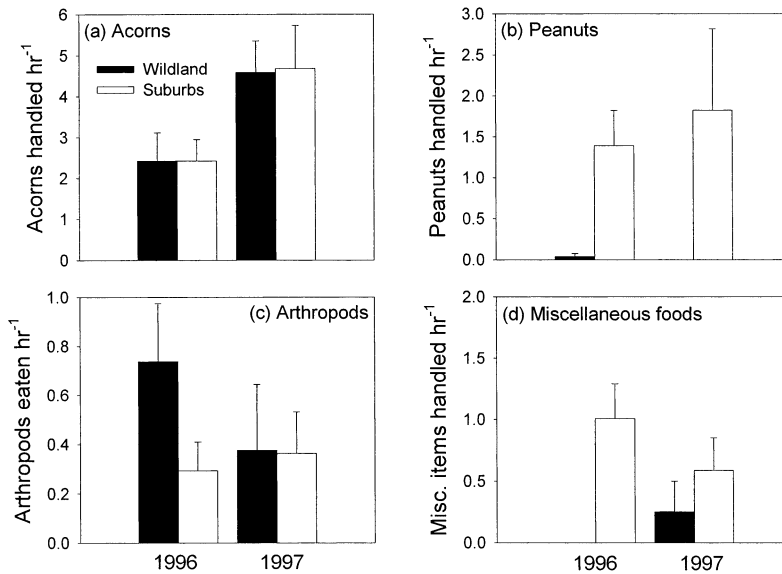 (a) Acorns
Wildland
Suburbs
Acorns handled hr⁻¹
6
5
4
3
2
1
0
(b) Peanuts
Peanuts handled hr⁻¹
3.0
2.5
2.0
1.5
1.0
0.5
0.0
(c) Arthropods
Arthropods eaten hr⁻¹
1.0
0.8
0.6
0.4
0.2
0.0
1996
1997
(d) Miscellaneous foods
Misc. items handled hr⁻¹
2.0
1.5
1.0
0.5
0.0
1996
1997